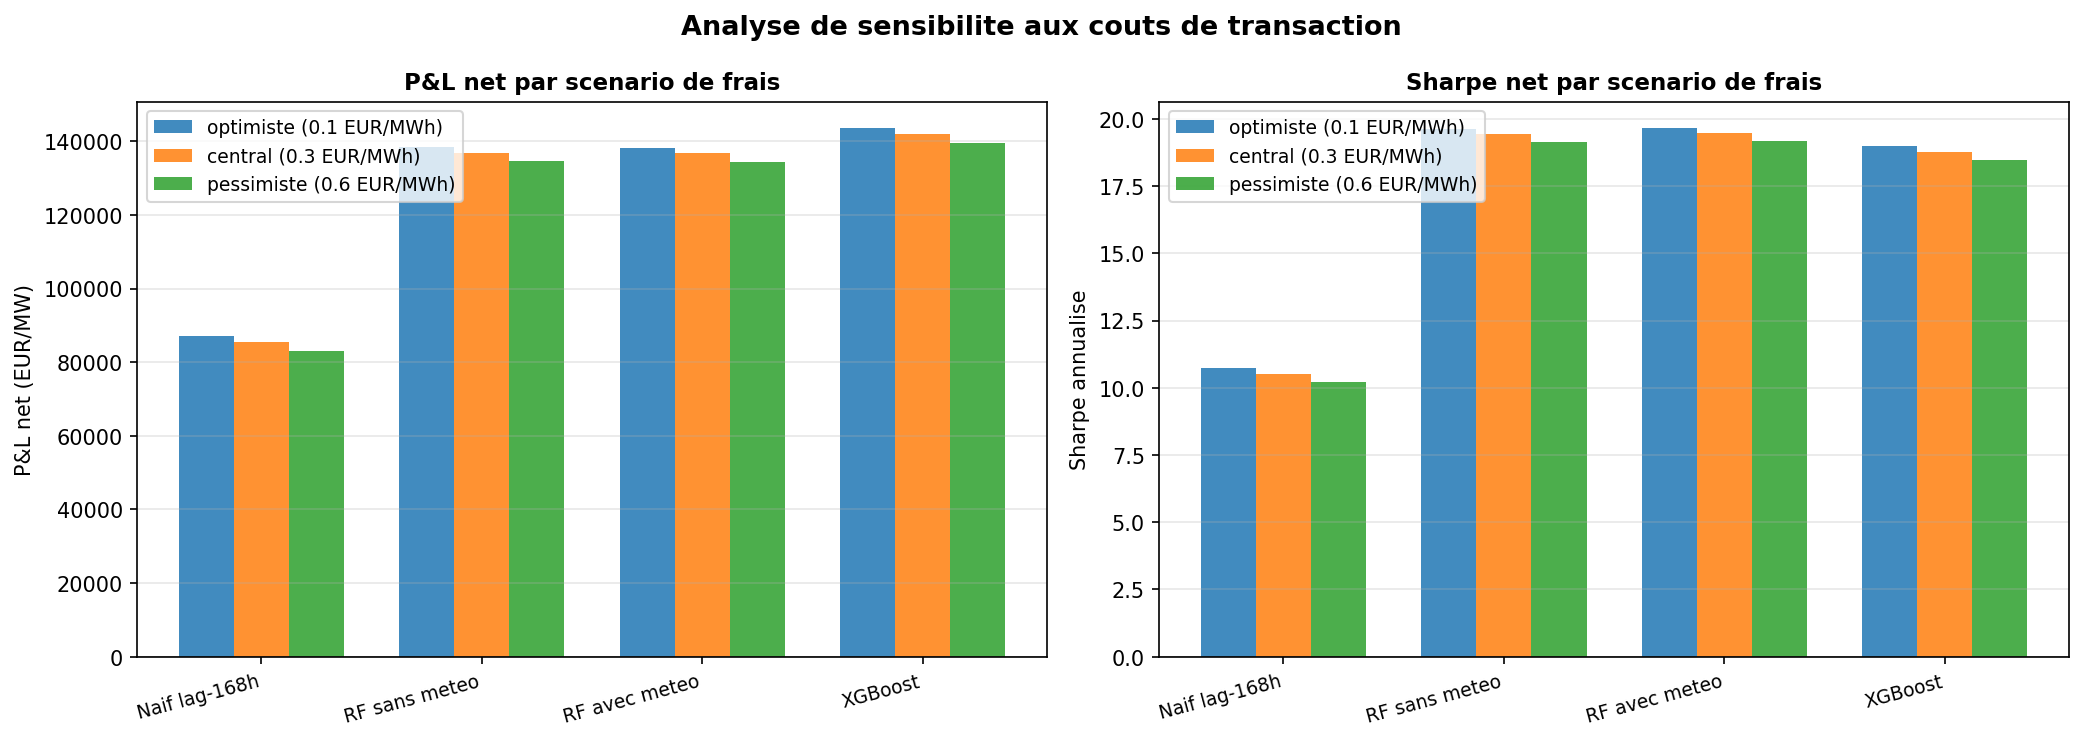 Analyse de sensibilite aux couts de transaction
P&L net par scenario de frais
optimiste (0.1 EUR/MWh)
central (0.3 EUR/MWh)
pessimiste (0.6 EUR/MWh)
P&L net (EUR/MW)
140000
120000
100000
80000
60000
40000
20000
0
Naif lag-168h
RF sans meteo
RF avec meteo
XGBoost
Sharpe net par scenario de frais
optimiste (0.1 EUR/MWh)
central (0.3 EUR/MWh)
pessimiste (0.6 EUR/MWh)
Sharpe annualise
20.0
17.5
15.0
12.5
10.0
7.5
5.0
2.5
0.0
Naif lag-168h
RF sans meteo
RF avec meteo
XGBoost